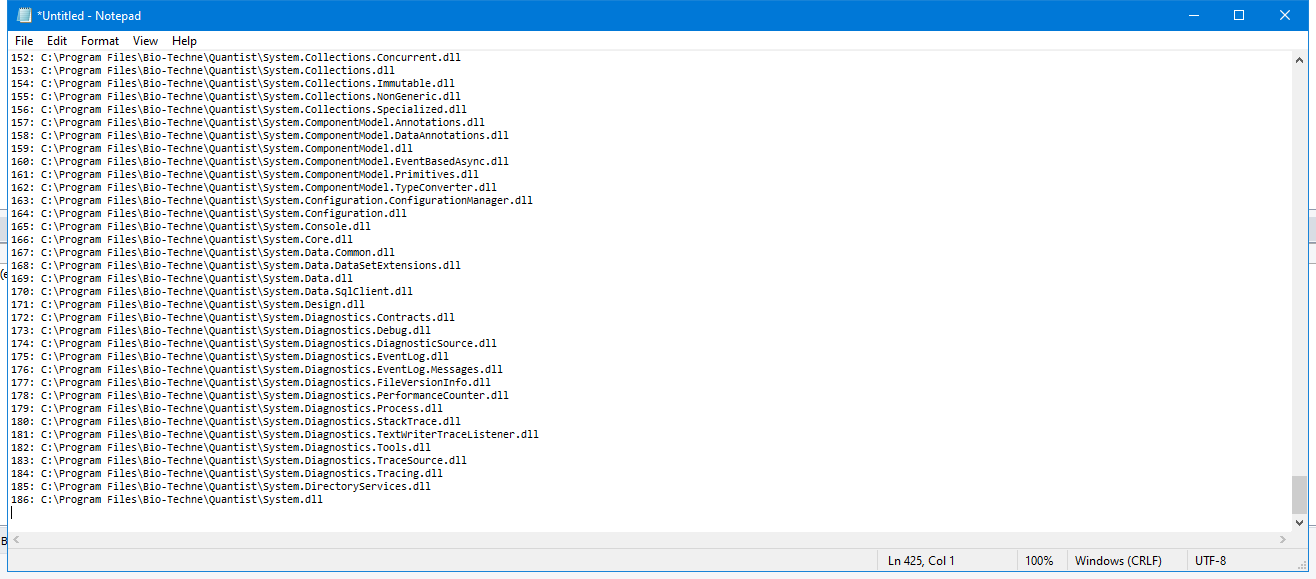 *Untitled - Notepad
File Edit Format View Help
152: C:\Program Files\Bio-Techne\Quantist\System.Collections.Concurrent.dll
153: C:\Program Files\Bio-Techne\Quantist\System.Collections.dll
154: C:\Program Files\Bio-Techne\Quantist\System.Collections.Immutable.dll
155: C:\Program Files\Bio-Techne\Quantist\System.Collections.NonGeneric.dll
156: C:\Program Files\Bio-Techne\Quantist\System.Collections.Specialized.dll
157: C:\Program Files\Bio-Techne\Quantist\System.ComponentModel.Annotations.dll
158: C:\Program Files\Bio-Techne\Quantist\System.ComponentModel.DataAnnotations.dll
159: C:\Program Files\Bio-Techne\Quantist\System.ComponentModel.dll
160: C:\Program Files\Bio-Techne\Quantist\System.ComponentModel.EventBasedAsync.dll
161: C:\Program Files\Bio-Techne\Quantist\System.ComponentModel.Primitives.dll
162: C:\Program Files\Bio-Techne\Quantist\System.ComponentModel.TypeConverter.dll
163: C:\Program Files\Bio-Techne\Quantist\System.Configuration.ConfigurationManager.dll
164: C:\Program Files\Bio-Techne\Quantist\System.Configuration.dll
165: C:\Program Files\Bio-Techne\Quantist\System.Console.dll
166: C:\Program Files\Bio-Techne\Quantist\System.Core.dll
167: C:\Program Files\Bio-Techne\Quantist\System.Data.Common.dll
168: C:\Program Files\Bio-Techne\Quantist\System.Data.DataSetExtensions.dll
169: C:\Program Files\Bio-Techne\Quantist\System.Data.dll
170: C:\Program Files\Bio-Techne\Quantist\System.Data.SqlClient.dll
171: C:\Program Files\Bio-Techne\Quantist\System.Design.dll
172: C:\Program Files\Bio-Techne\Quantist\System.Diagnostics.Contracts.dll
173: C:\Program Files\Bio-Techne\Quantist\System.Diagnostics.Debug.dll
174: C:\Program Files\Bio-Techne\Quantist\System.Diagnostics.DiagnosticSource.dll
175: C:\Program Files\Bio-Techne\Quantist\System.Diagnostics.EventLog.dll
176: C:\Program Files\Bio-Techne\Quantist\System.Diagnostics.EventLog.Messages.dll
177: C:\Program Files\Bio-Techne\Quantist\System.Diagnostics.FileVersionInfo.dll
178: C:\Program Files\Bio-Techne\Quantist\System.Diagnostics.PerformanceCounter.dll
179: C:\Program Files\Bio-Techne\Quantist\System.Diagnostics.Process.dll
180: C:\Program Files\Bio-Techne\Quantist\System.Diagnostics.StackTrace.dll
181: C:\Program Files\Bio-Techne\Quantist\System.Diagnostics.TextWriterTraceListener.dll
182: C:\Program Files\Bio-Techne\Quantist\System.Diagnostics.Tools.dll
183: C:\Program Files\Bio-Techne\Quantist\System.Diagnostics.TraceSource.dll
184: C:\Program Files\Bio-Techne\Quantist\System.Diagnostics.Tracing.dll
185: C:\Program Files\Bio-Techne\Quantist\System.DirectoryServices.dll
186: C:\Program Files\Bio-Techne\Quantist\System.dll
Ln 425, Col 1 100% Windows (CRLF) UTF-8